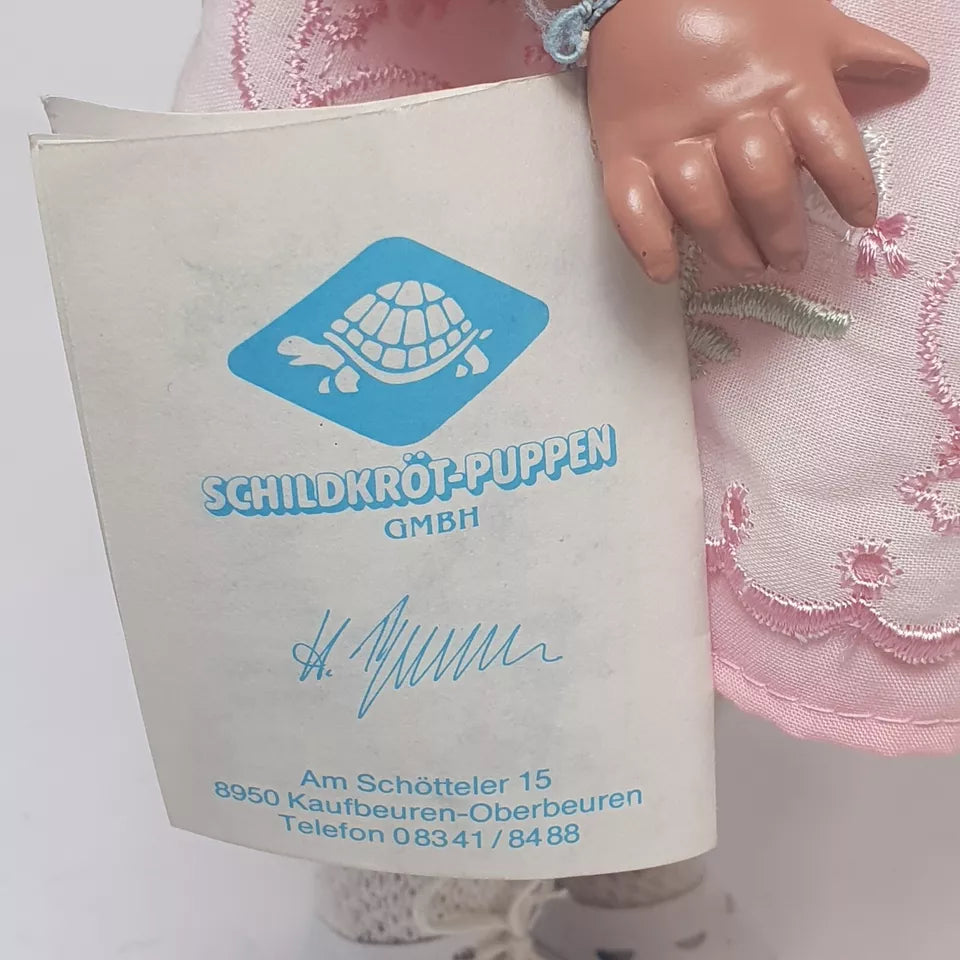 SCHILDKRÖT-PUPPEN
GMBH
Am Schötteler 15
8950 Kaufbeuren-Oberbeuren
Telefon 08341/8488